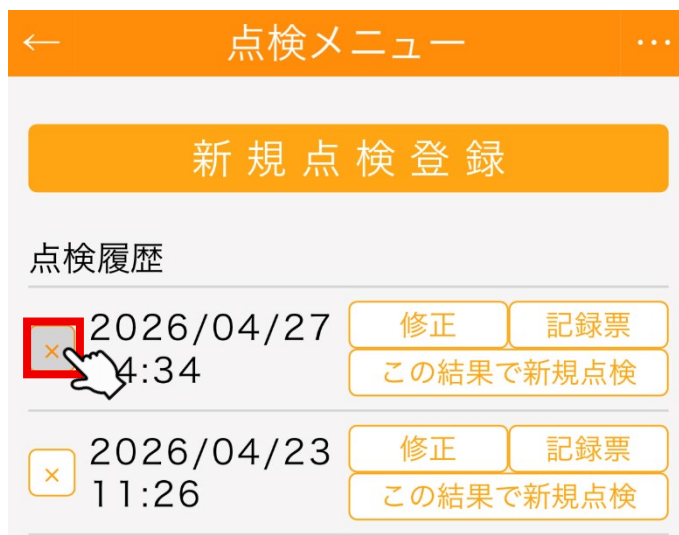 ← 点検メニュー …
新規点検登録
点検履歴
× 2026/04/27 修正 記録票
4:34 この結果で新規点検
× 2026/04/23 修正 記録票
11:26 この結果で新規点検